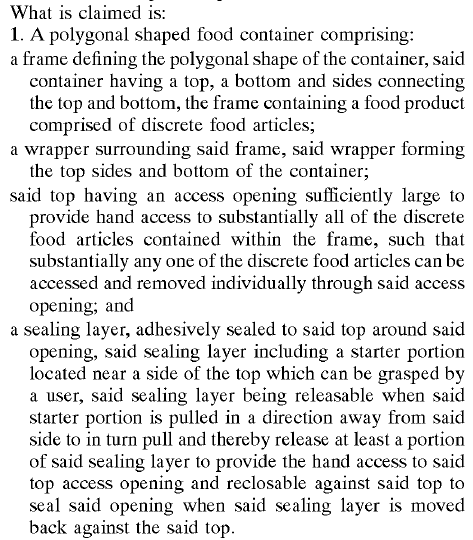 What is claimed is:
1. A polygonal shaped food container comprising:
a frame defining the polygonal shape of the container, said
container having a top, a bottom and sides connecting
the top and bottom, the frame containing a food product
comprised of discrete food articles;
a wrapper surrounding said frame, said wrapper forming
the top sides and bottom of the container;
said top having an access opening sufficiently large to
provide hand access to substantially all of the discrete
food articles contained within the frame, such that
substantially any one of the discrete food articles can be
accessed and removed individually through said access
opening; and
a sealing layer, adhesively sealed to said top around said
opening, said sealing layer including a starter portion
located near a side of the top which can be grasped by
a user, said sealing layer being releasable when said
starter portion is pulled in a direction away from said
side to in turn pull and thereby release at least a portion
of said sealing layer to provide the hand access to said
top access opening and reclosable against said top to
seal said opening when said sealing layer is moved
back against the said top.